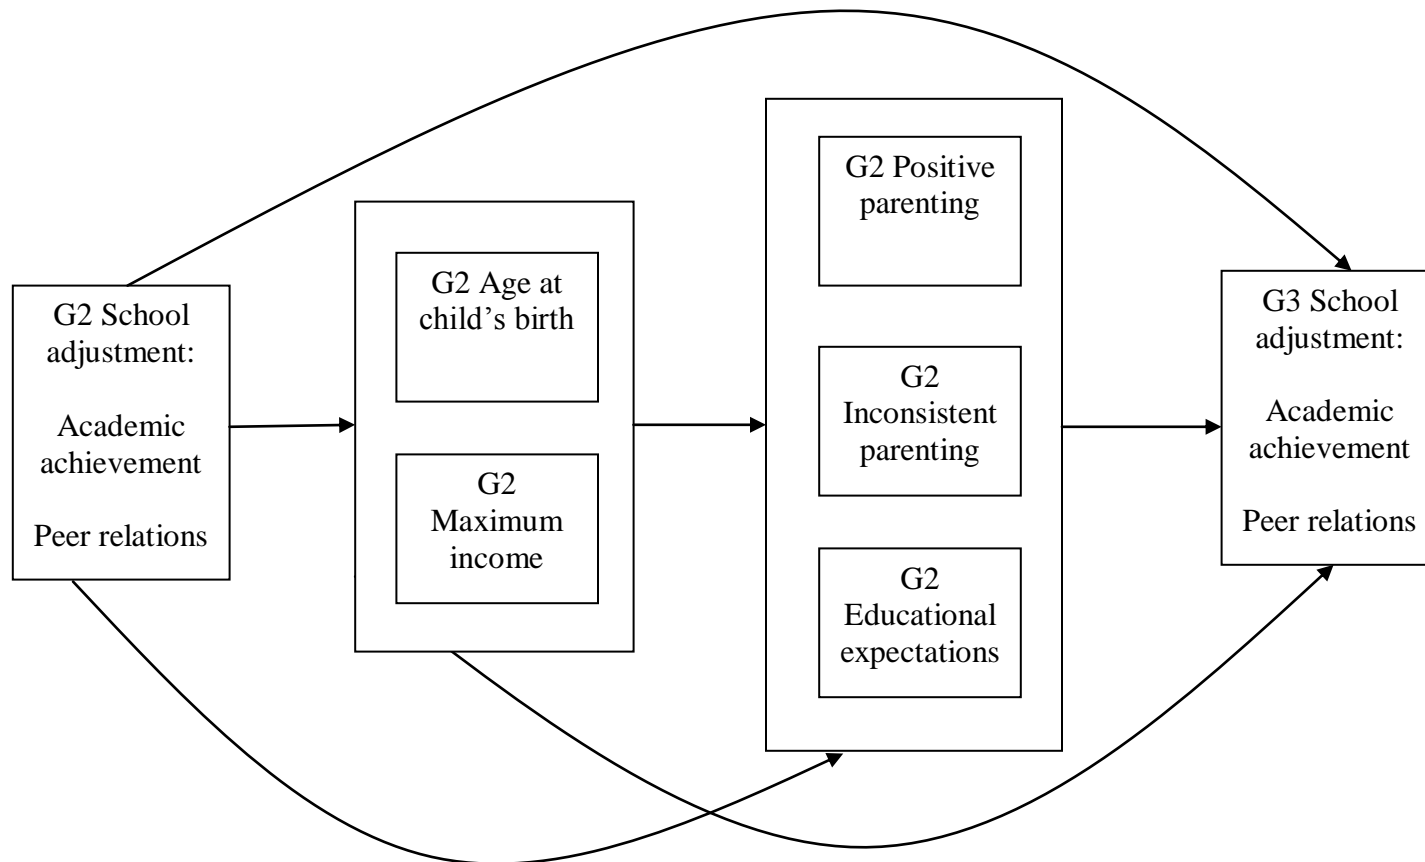 G2 School
adjustment:
Academic
achievement
Peer relations
G2 Age at
child's birth
G2
Maximum
income
G2 Positive
parenting
G2
Inconsistent
parenting
G2
Educational
expectations
G3 School
adjustment:
Academic
achievement
Peer relations